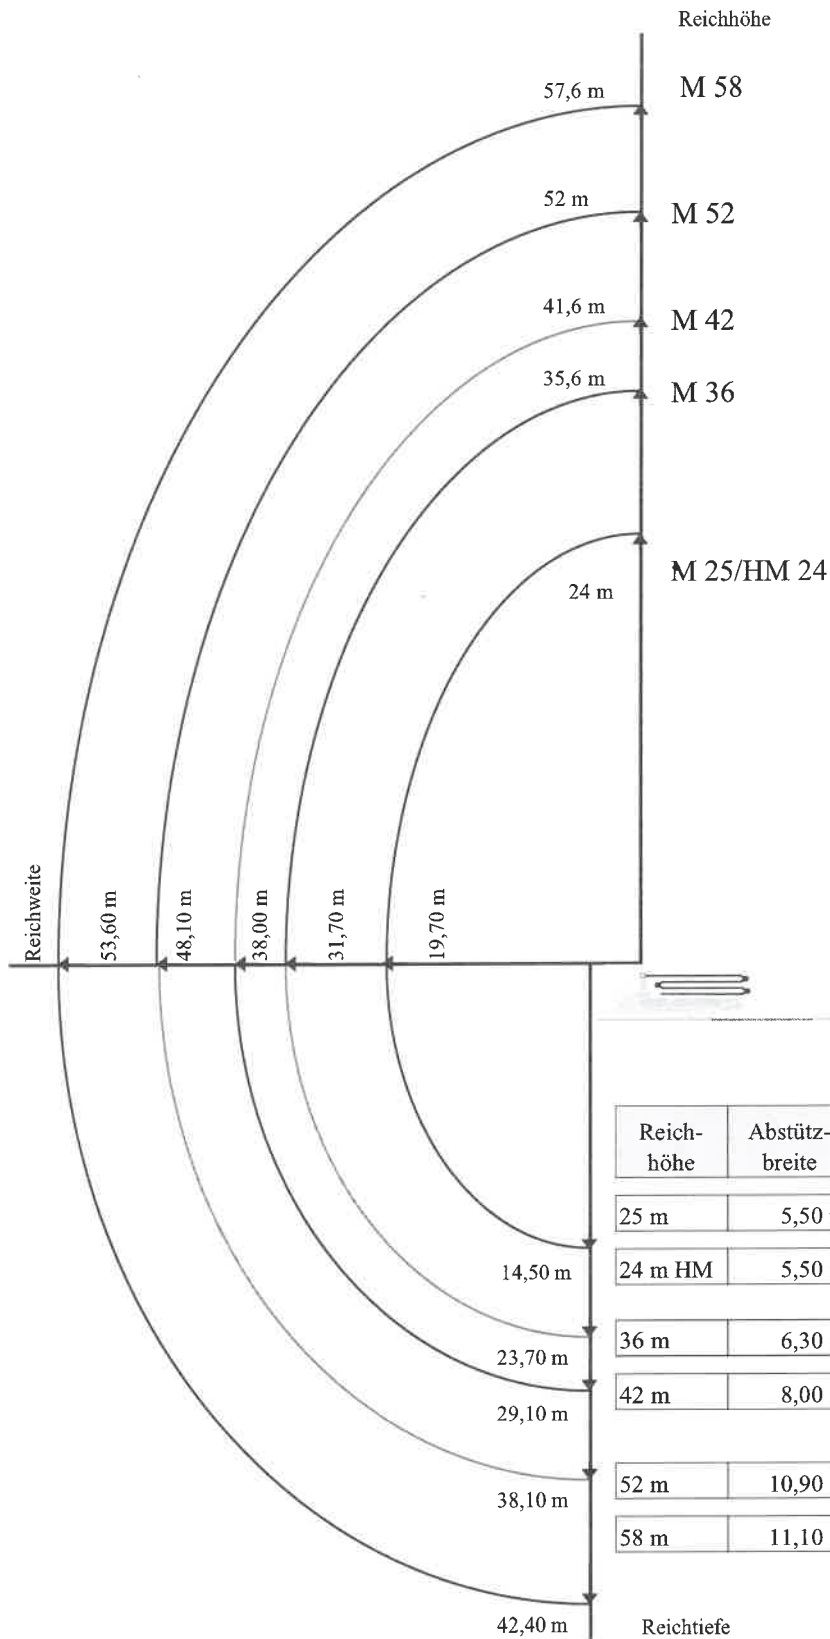 Reichhöhe
57,6 m
M 58
52 m
M 52
41,6 m
M 42
35,6 m
M 36
24 m
M 25/HM 24
Reichweite
53,60 m
48,10 m
38,00 m
31,70 m
19,70 m
Reich- Abstütz-
höhe breite
25 m 5,50
14,50 m
24 m HM 5,50
36 m 6,30
23,70 m
42 m 8,00
29,10 m
52 m 10,90
38,10 m
58 m 11,10
42,40 m
Reichtiefe